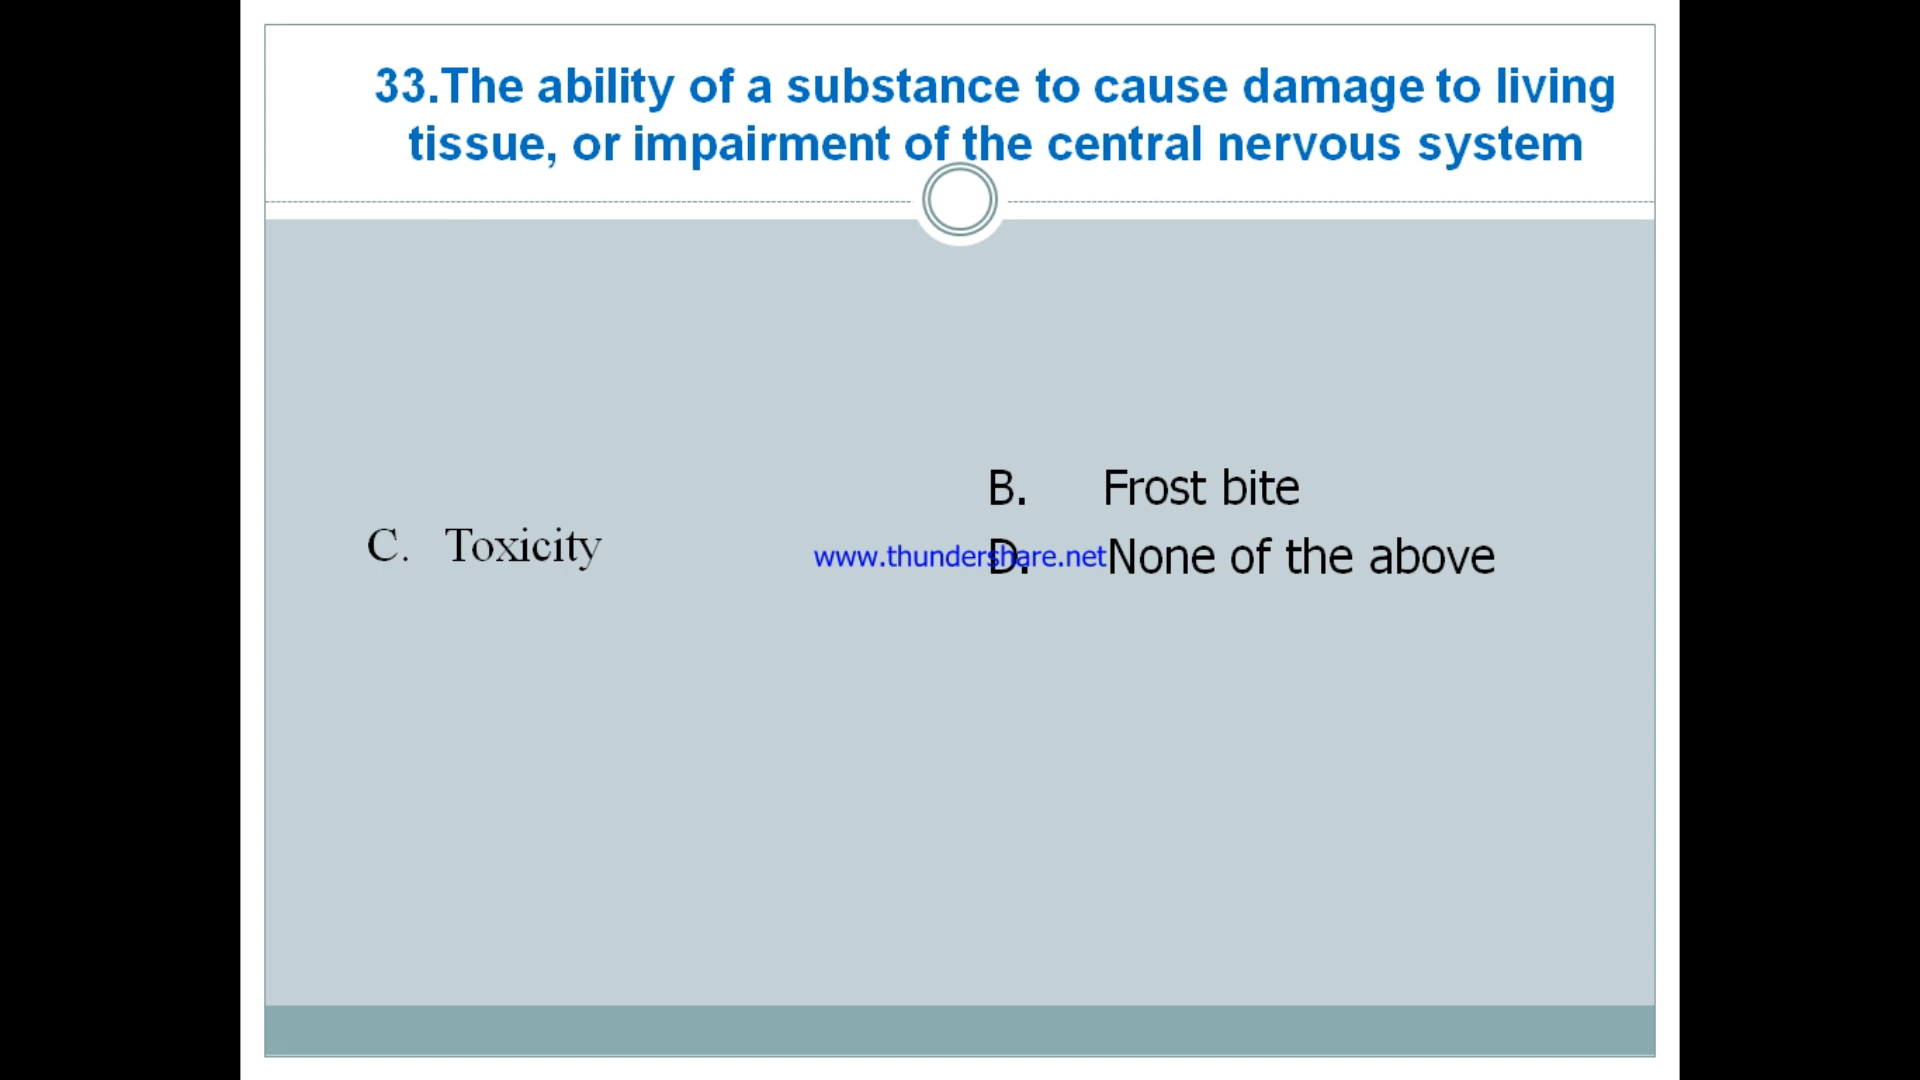 33.The ability of a substance to cause damage to living
tissue, or impairment of the central nervous system
B. Frost bite
C. Toxicity
D. None of the above
www.thundershare.net